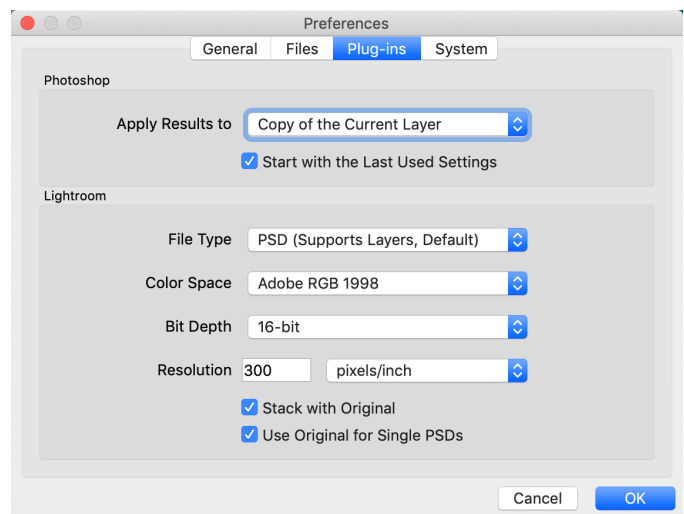 Preferences
General Files Plug-ins System
Photoshop
Apply Results to Copy of the Current Layer
Start with the Last Used Settings
Lightroom
File Type PSD (Supports Layers, Default)
Color Space Adobe RGB 1998
Bit Depth 16-bit
Resolution 300 pixels/inch
Stack with Original
Use Original for Single PSDs
Cancel OK